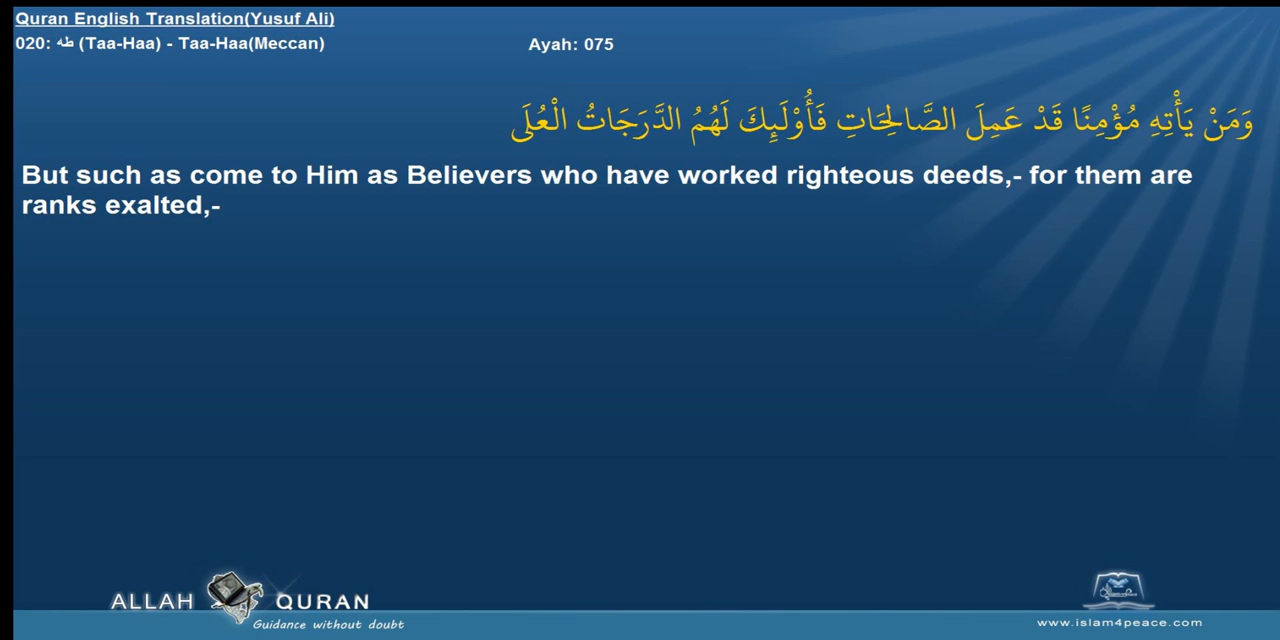 Quran English Translation(Yusuf Ali)
020: طه (Taa-Haa) - Taa-Haa(Meccan)
Ayah: 075
وَمَنْ يَأْتِهِ مُؤْمِنًا قَدْ عَمِلَ الصَّالِحَاتِ فَأُوْلَئِكَ لَهُمُ الدَّرَجَاتُ الْعُلَى
But such as come to Him as Believers who have worked righteous deeds,- for them are
ranks exalted,-
ALLAH QURAN
Guidance without doubt
www.islam4peace.com